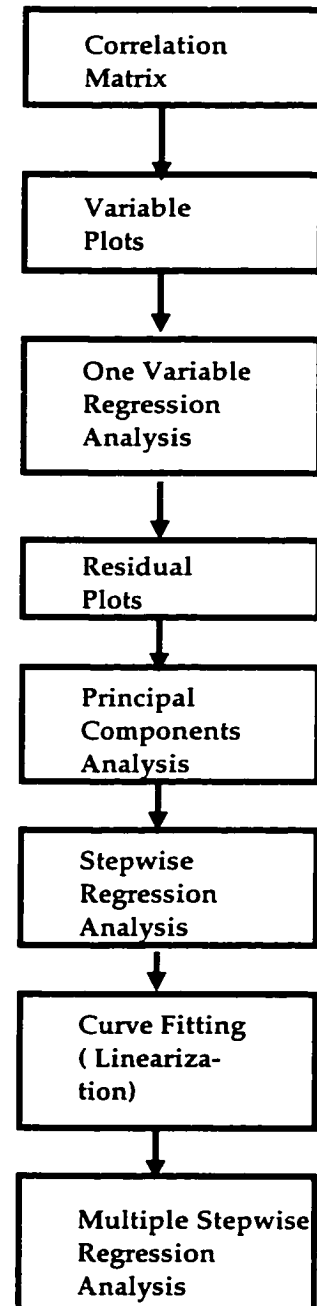 Correlation
Matrix
Variable
Plots
One Variable
Regression
Analysis
Residual
Plots
Principal
Components
Analysis
Stepwise
Regression
Analysis
Curve Fitting
( Lineariza-
tion)
Multiple Stepwise
Regression
Analysis